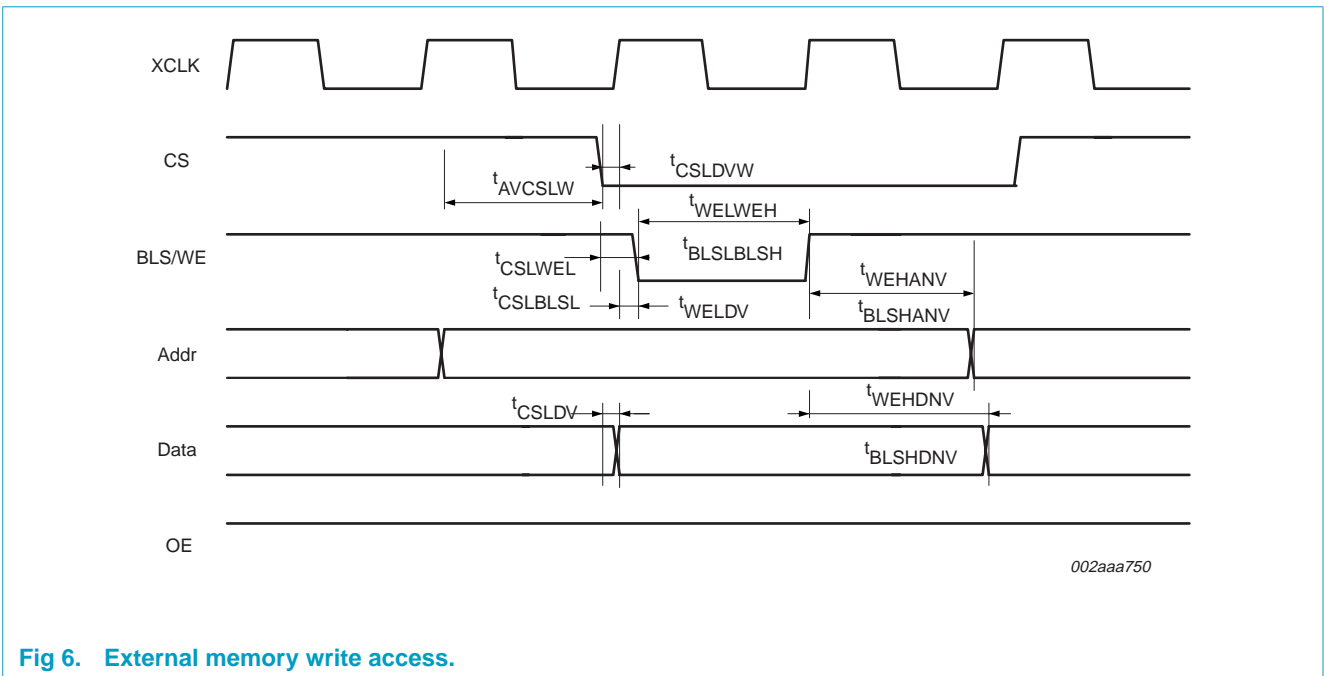 XCLK
CS
tCSLDVW
tAVCSLW
tWELWEH
BLS/WE
tCSLWEL
tBLSLBLSH
tWEHANV
tCSLBLSL
tWELDV
tBLSHANV
Addr
tCSLDV
tWEHDNV
Data
tBLSHDNV
OE
002aaa750
Fig 6. External memory write access.